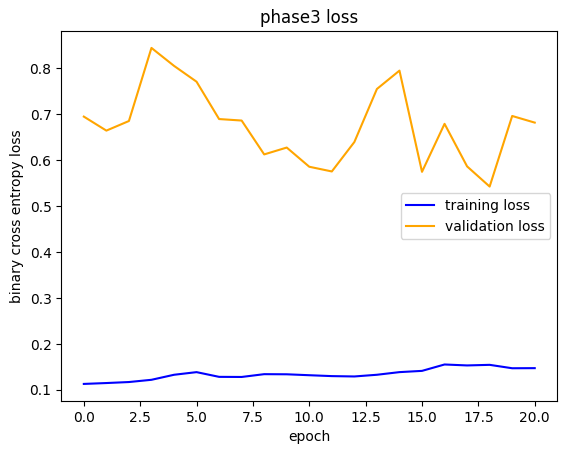 phase3 loss
binary cross entropy loss
0.8
0.7
0.6
0.5
0.4
0.3
0.2
0.1
training loss
validation loss
0.0 2.5 5.0 7.5 10.0 12.5 15.0 17.5 20.0
epoch